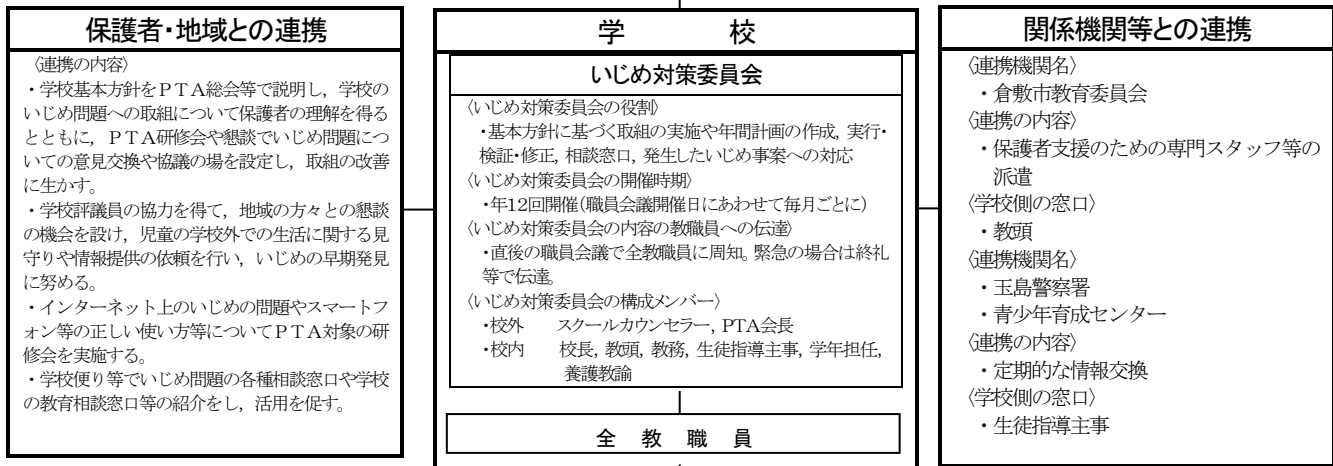 保護者・地域との連携
〈連携の内容〉
・学校基本方針をPTA総会等で説明し，学校の
いじめ問題への取組について保護者の理解を得る
とともに，PTA研修会や懇談でいじめ問題につ
いての意見交換や協議の場を設定し，取組の改善
に生かす。
・学校評議員の協力を得て，地域の方々との懇談
の機会を設け，児童の学校外での生活に関する見
守りや情報提供の依頼を行い，いじめの早期発見
に努める。
・インターネット上のいじめの問題やスマートフ
ォン等の正しい使い方等についてPTA対象の研
修会を実施する。
・学校便り等でいじめ問題の各種相談窓口や学校
の教育相談窓口等の紹介をし，活用を促す。
学　校
いじめ対策委員会
〈いじめ対策委員会の役割〉
・基本方針に基づく取組の実施や年間計画の作成，実行・
検証・修正，相談窓口，発生したいじめ事案への対応
〈いじめ対策委員会の開催時期〉
・年12回開催（職員会議開催日にあわせて毎月ごとに）
〈いじめ対策委員会の内容の教職員への伝達〉
・直後の職員会議で全教職員に周知。緊急の場合は終礼
等で伝達。
〈いじめ対策委員会の構成メンバー〉
・校外　スクールカウンセラー，PTA会長
・校内　校長，教頭，教務，生徒指導主事，学年担任，
養護教諭
全　教　職　員
関係機関等との連携
〈連携機関名〉
・倉敷市教育委員会
〈連携の内容〉
・保護者支援のための専門スタッフ等の
派遣
〈学校側の窓口〉
・教頭
〈連携機関名〉
・玉島警察署
・青少年育成センター
〈連携の内容〉
・定期的な情報交換
〈学校側の窓口〉
・生徒指導主事